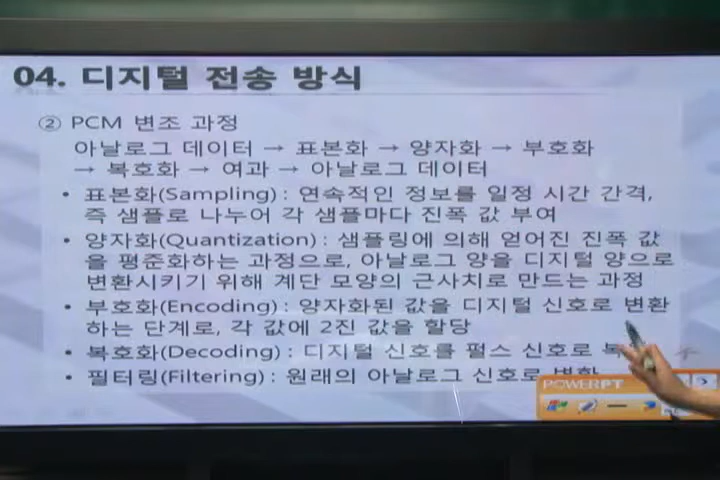 04. 디지털 전송 방식
② PCM 변조 과정
아날로그 데이터 → 표본화 → 양자화 → 부호화
→ 복호화 → 여과 → 아날로그 데이터
• 표본화(Sampling) : 연속적인 정보를 일정 시간 간격,
즉 샘플로 나누어 각 샘플마다 진폭 값 부여
• 양자화(Quantization) : 샘플링에 의해 얻어진 진폭 값
을 평준화하는 과정으로, 아날로그 양을 디지털 양으로
변환시키기 위해 계단 모양의 근사치로 만드는 과정
• 부호화(Encoding) : 양자화된 값을 디지털 신호로 변환
하는 단계로, 각 값에 2진 값을 할당
• 복호화(Decoding) : 디지털 신호를 펄스 신호로
• 필터링(Filtering) : 원래의 아날로그 신호로 변환
POWERPT